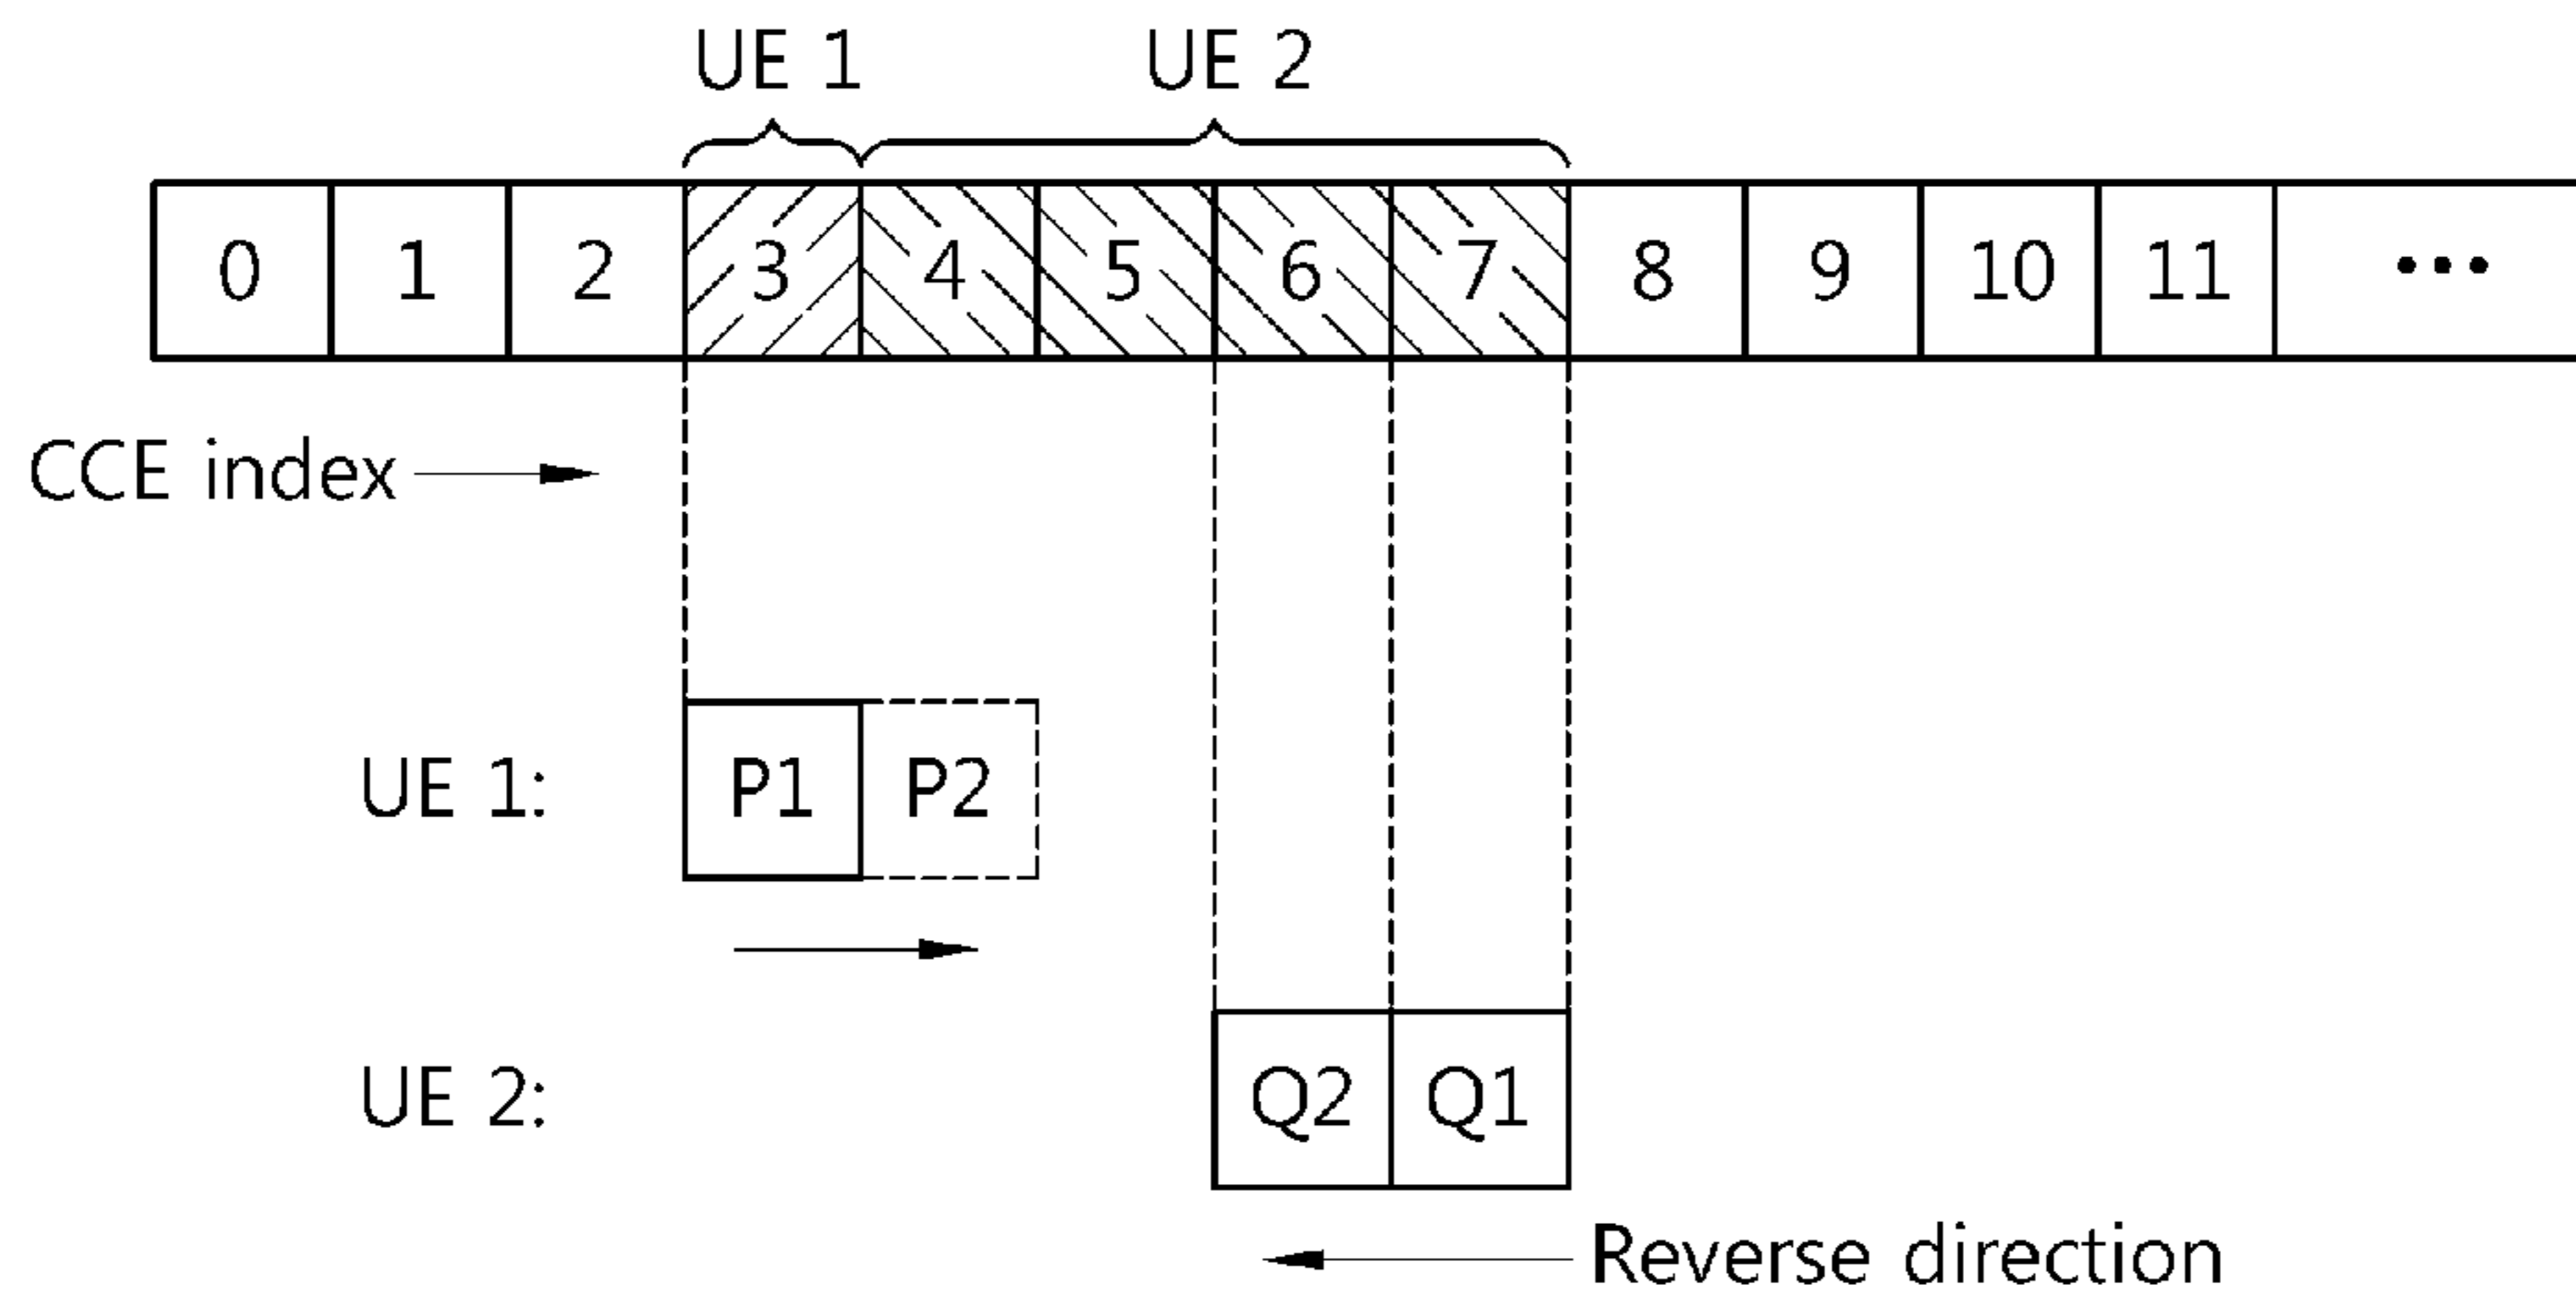 UE 1 UE 2
0 1 2 3 4 5 6 7 8 9 10 11 •••
CCE index
UE 1: P1 P2
UE 2: Q2 Q1
Reverse direction